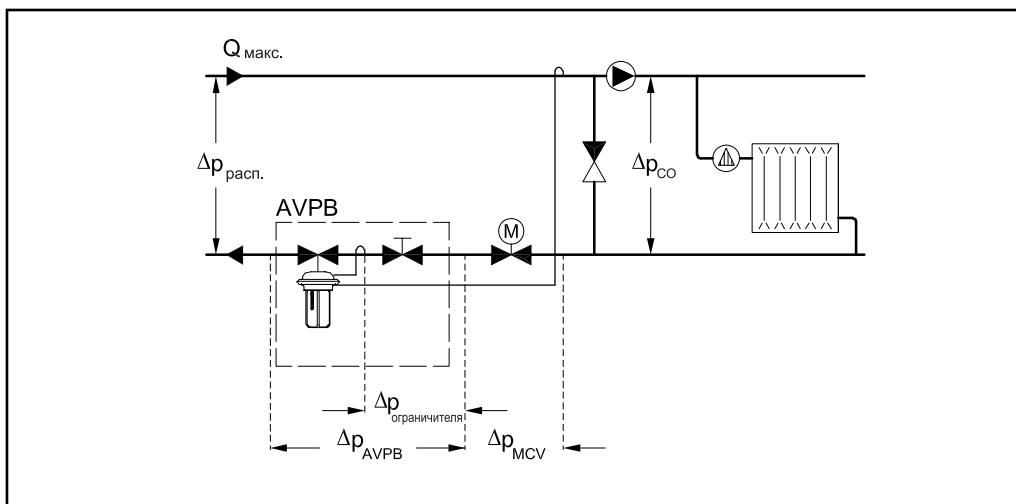 Q макс.
Δp расп.
Δp CO
AVPB
M
Δp ограничителя
Δp AVPB
Δp MCV